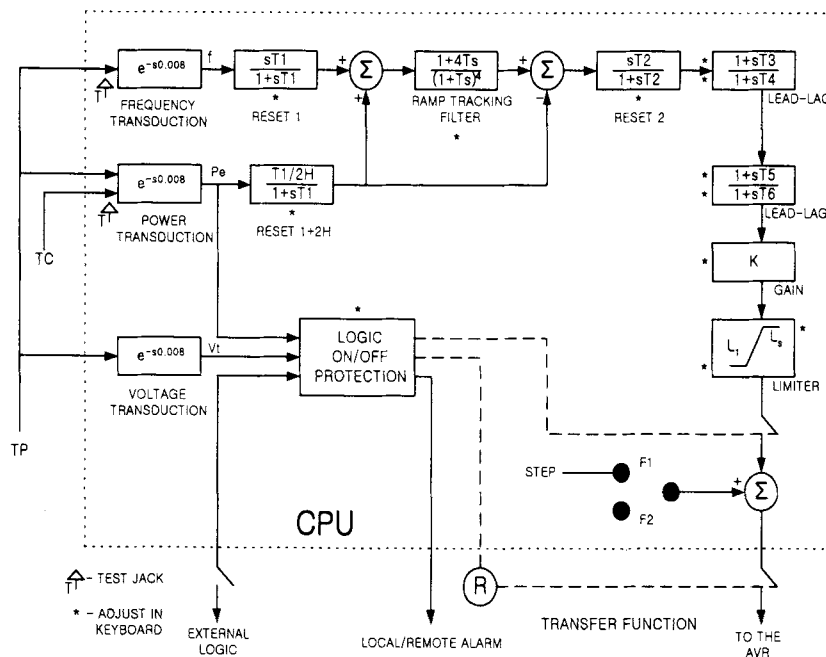 e-s0.008
f
sT1
1+sT1
+
Σ
+
1+4Ts
(1+Ts)4
+
Σ
-
sT2
1+sT2
*
*
1+sT3
1+sT4
LEAD-LAG
FREQUENCY
TRANSDUCTION
*
RESET 1
RAMP TRACKING
FILTER
*
*
RESET 2
e-s0.008
Pe
T1/2H
1+sT1
*
RESET 1+2H
POWER
TRANSDUCTION
TC
*
*
1+sT5
1+sT6
LEAD-LAG
*
K
GAIN
e-s0.008
Vt
VOLTAGE
TRANSDUCTION
*
LOGIC
ON/OFF
PROTECTION
*
*
L1
Ls
LIMITER
TP
STEP
F1
F2
+
Σ
CPU
R
T - TEST JACK
* - ADJUST IN
KEYBOARD
EXTERNAL
LOGIC
LOCAL/REMOTE ALARM
TRANSFER FUNCTION
TO THE
AVR